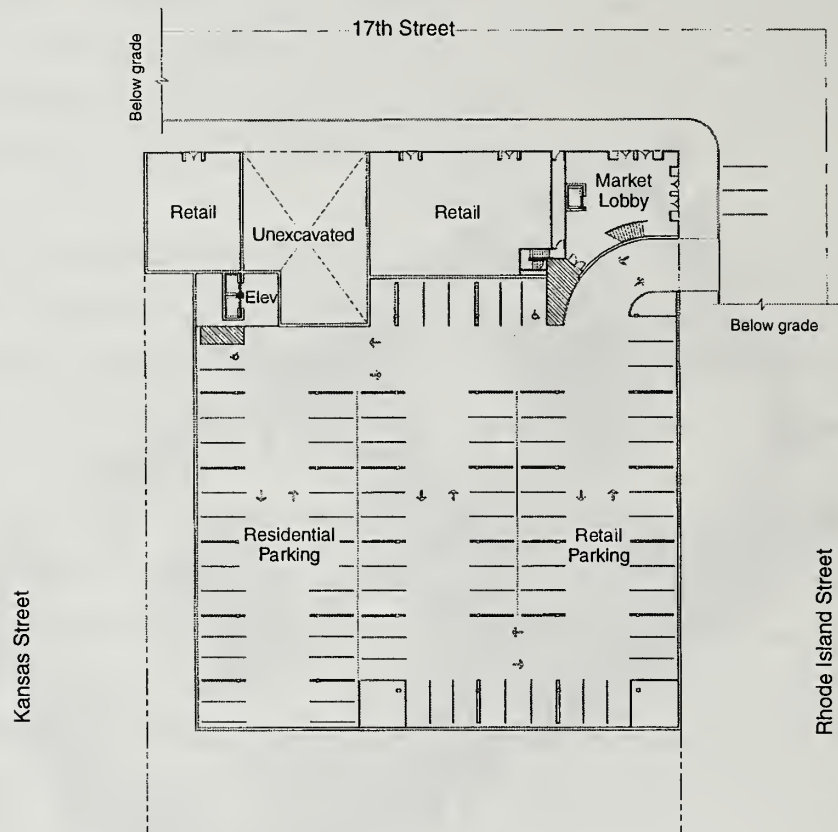 17th Street
Below grade
Market
Lobby
Retail
Retail
Unexcavated
Elev
Below grade
Residential
Parking
Retail
Parking
Kansas Street
Rhode Island Street